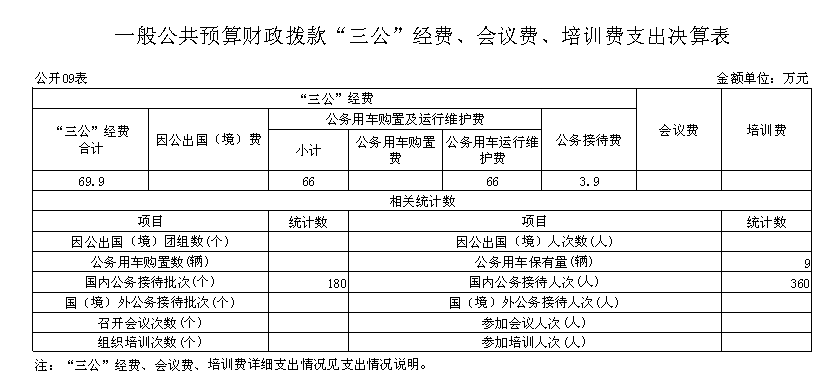 一般公共预算财政拨款“三公”经费、会议费、培训费支出决算表
公开09表 金额单位：万元
“三公”经费 会议费 培训费
“三公”经费合计 因公出国（境）费 公务用车购置及运行维护费 公务接待费
小计 公务用车购置费 公务用车运行维护费
69.9 66 66 3.9
相关统计数
项目 统计数 项目 统计数
因公出国（境）团组数(个) 因公出国（境）人次数(人)
公务用车购置数(辆) 公务用车保有量(辆) 9
国内公务接待批次(个) 180 国内公务接待人次(人) 360
国（境）外公务接待批次(个) 国（境）外公务接待人次(人)
召开会议次数(个) 参加会议人次(人)
组织培训次数(个) 参加培训人次(人)
注：“三公”经费、会议费、培训费详细支出情况见支出情况说明。